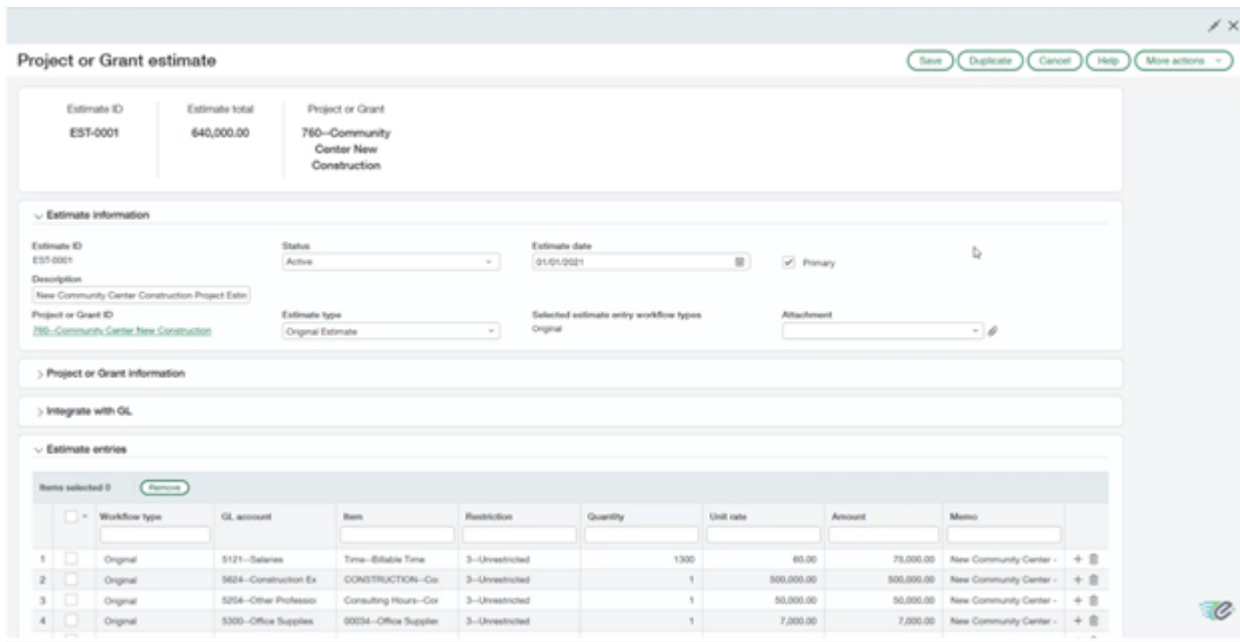 Project or Grant estimate
Save Duplicate Cancel Help More actions
Estimate ID Estimate total Project or Grant
EST-0001 640,000.00 760--Community
Center New
Construction
Estimate information
Estimate ID Status Estimate date
EST-0001 Active 01/01/2021 Primary
Description
New Community Center Construction Project Estim
Project or Grant ID Estimate type Selected estimate entry workflow types Attachment
760--Community Center New Construction Original Estimate Original
Project or Grant information
Integrate with GL
Estimate entries
Items selected 0 Remove
Workflow type GL account Item Restriction Quantity Unit rate Amount Memo
1 Original 5121--Salaries Time--Billable Time 3--Unrestricted 1300 60.00 78,000.00 New Community Center -
2 Original 5624--Construction Ex CONSTRUCTION--Co 3--Unrestricted 1 500,000.00 500,000.00 New Community Center -
3 Original 5204--Other Professio Consulting Hours--Cor 3--Unrestricted 1 50,000.00 50,000.00 New Community Center -
4 Original 5300--Office Supplies 00034--Office Supplie 3--Unrestricted 1 7,000.00 7,000.00 New Community Center -